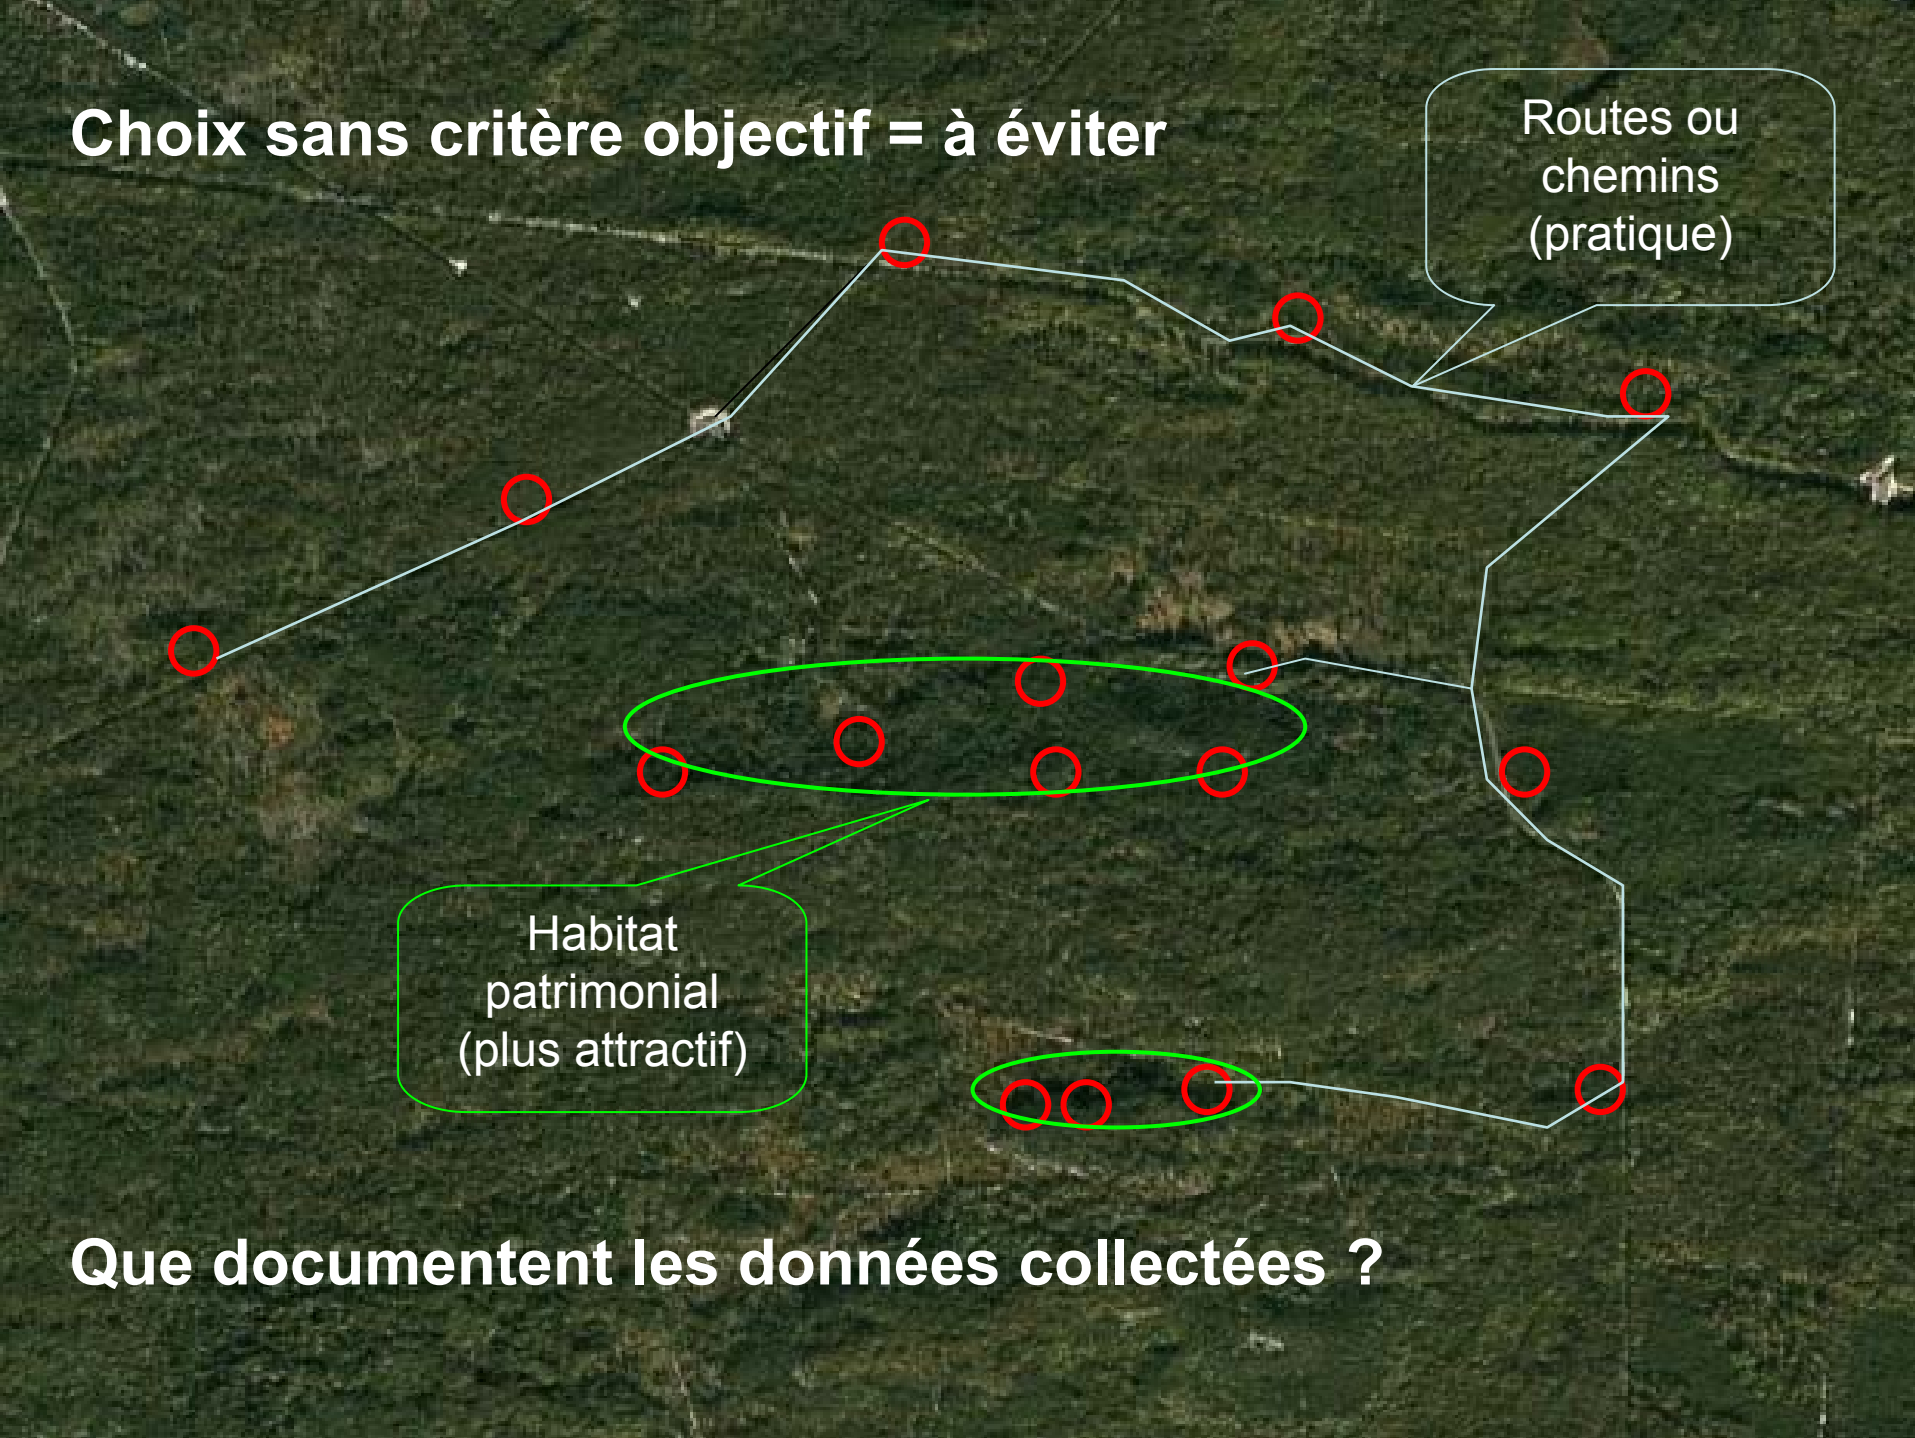 Choix sans critère objectif = à éviter
Routes ou
chemins
(pratique)
Habitat
patrimonial
(plus attractif)
Que documentent les données collectées ?